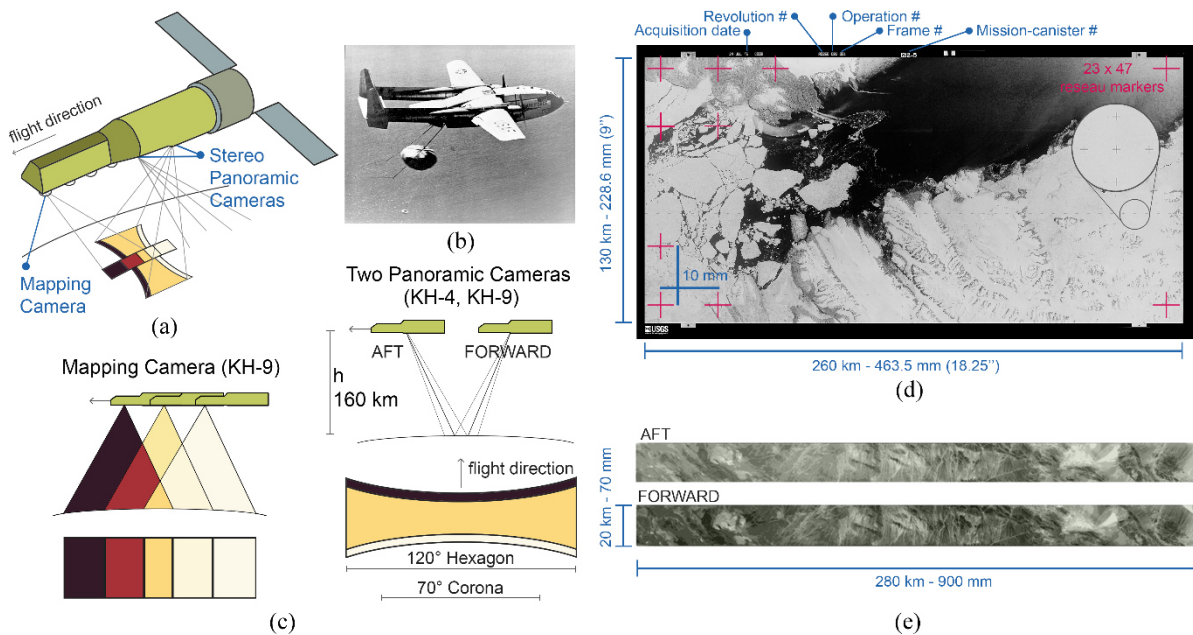 flight direction
Stereo
Panoramic
Cameras
Mapping
Camera
(a)
(b)
Mapping Camera (KH-9)
Two Panoramic Cameras
(KH-4, KH-9)
AFT
FORWARD
h
160 km
flight direction
120° Hexagon
70° Corona
(c)
Revolution #
Operation #
Acquisition date
Frame #
Mission-canister #
23 x 47
reseau markers
130 km - 228.6 mm (9")
10 mm
USGS
260 km - 463.5 mm (18.25'')
(d)
AFT
FORWARD
20 km - 70 mm
280 km - 900 mm
(e)